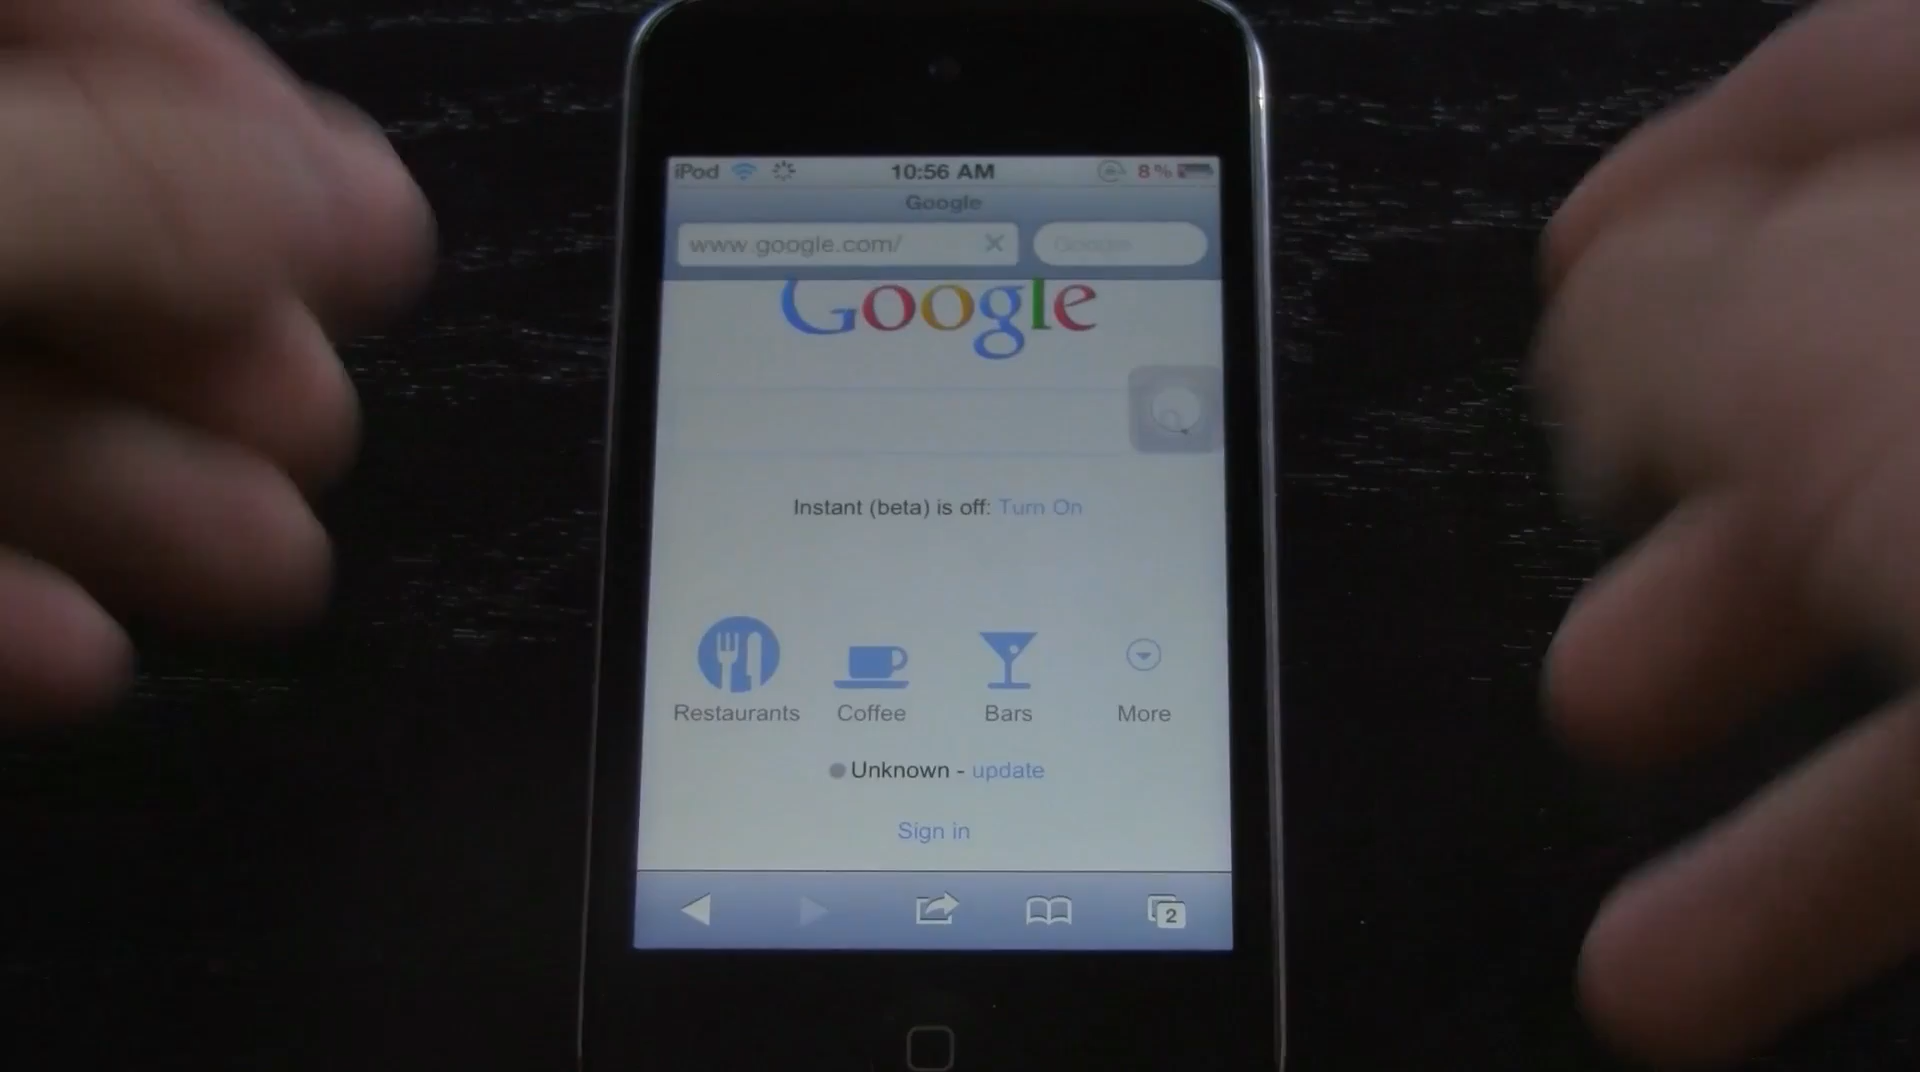 iPod 10:56 AM 8%
Google
www.google.com/ Google
Google
Instant (beta) is off: Turn On
Restaurants Coffee Bars More
Unknown - update
Sign in
2